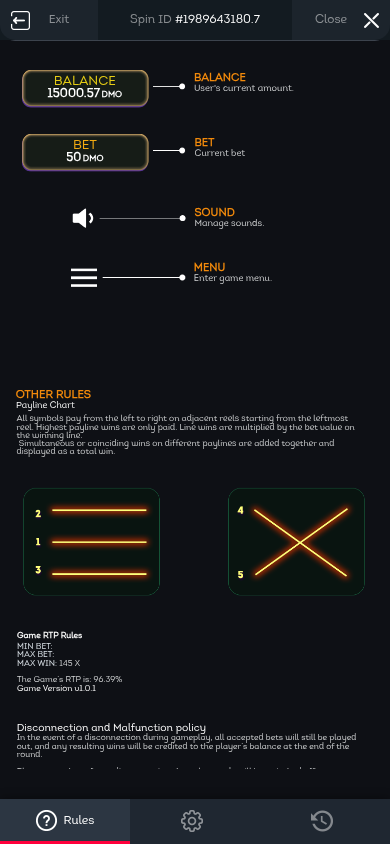 Exit
Spin ID #1989643180.7
Close
BALANCE
15000.57 DMO
BALANCE
User's current amount.
BET
50 DMO
BET
Current bet
SOUND
Manage sounds.
MENU
Enter game menu.
OTHER RULES
Payline Chart
All symbols pay from the left to right on adjacent reels starting from the leftmost
reel. Highest payline wins are only paid. Line wins are multiplied by the bet value on
the winning line.
Simultaneous or coinciding wins on different paylines are added together and
displayed as a total win.
2
1
3
4
5
Game RTP Rules
MIN BET:
MAX BET:
MAX WIN: 145 X
The Game's RTP is: 96.39%
Game Version v1.0.1
Disconnection and Malfunction policy
In the event of a disconnection during gameplay, all accepted bets will still be played
out, and any resulting wins will be credited to the player's balance at the end of the
round.
Rules